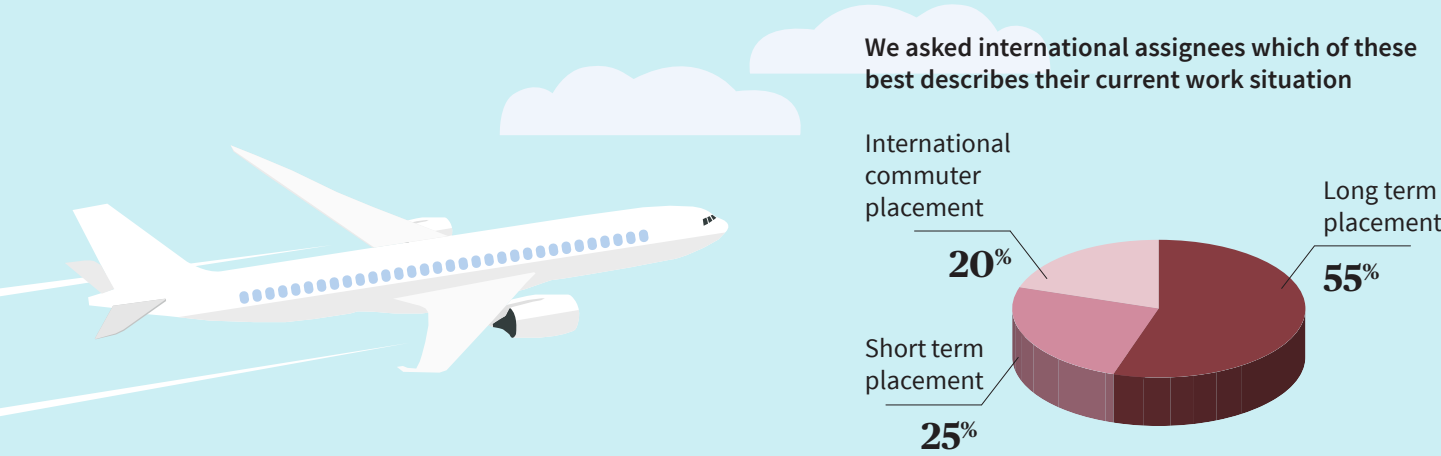 We asked international assignees which of these
best describes their current work situation
International
commuter
placement
20%
Long term
placement
55%
Short term
placement
25%